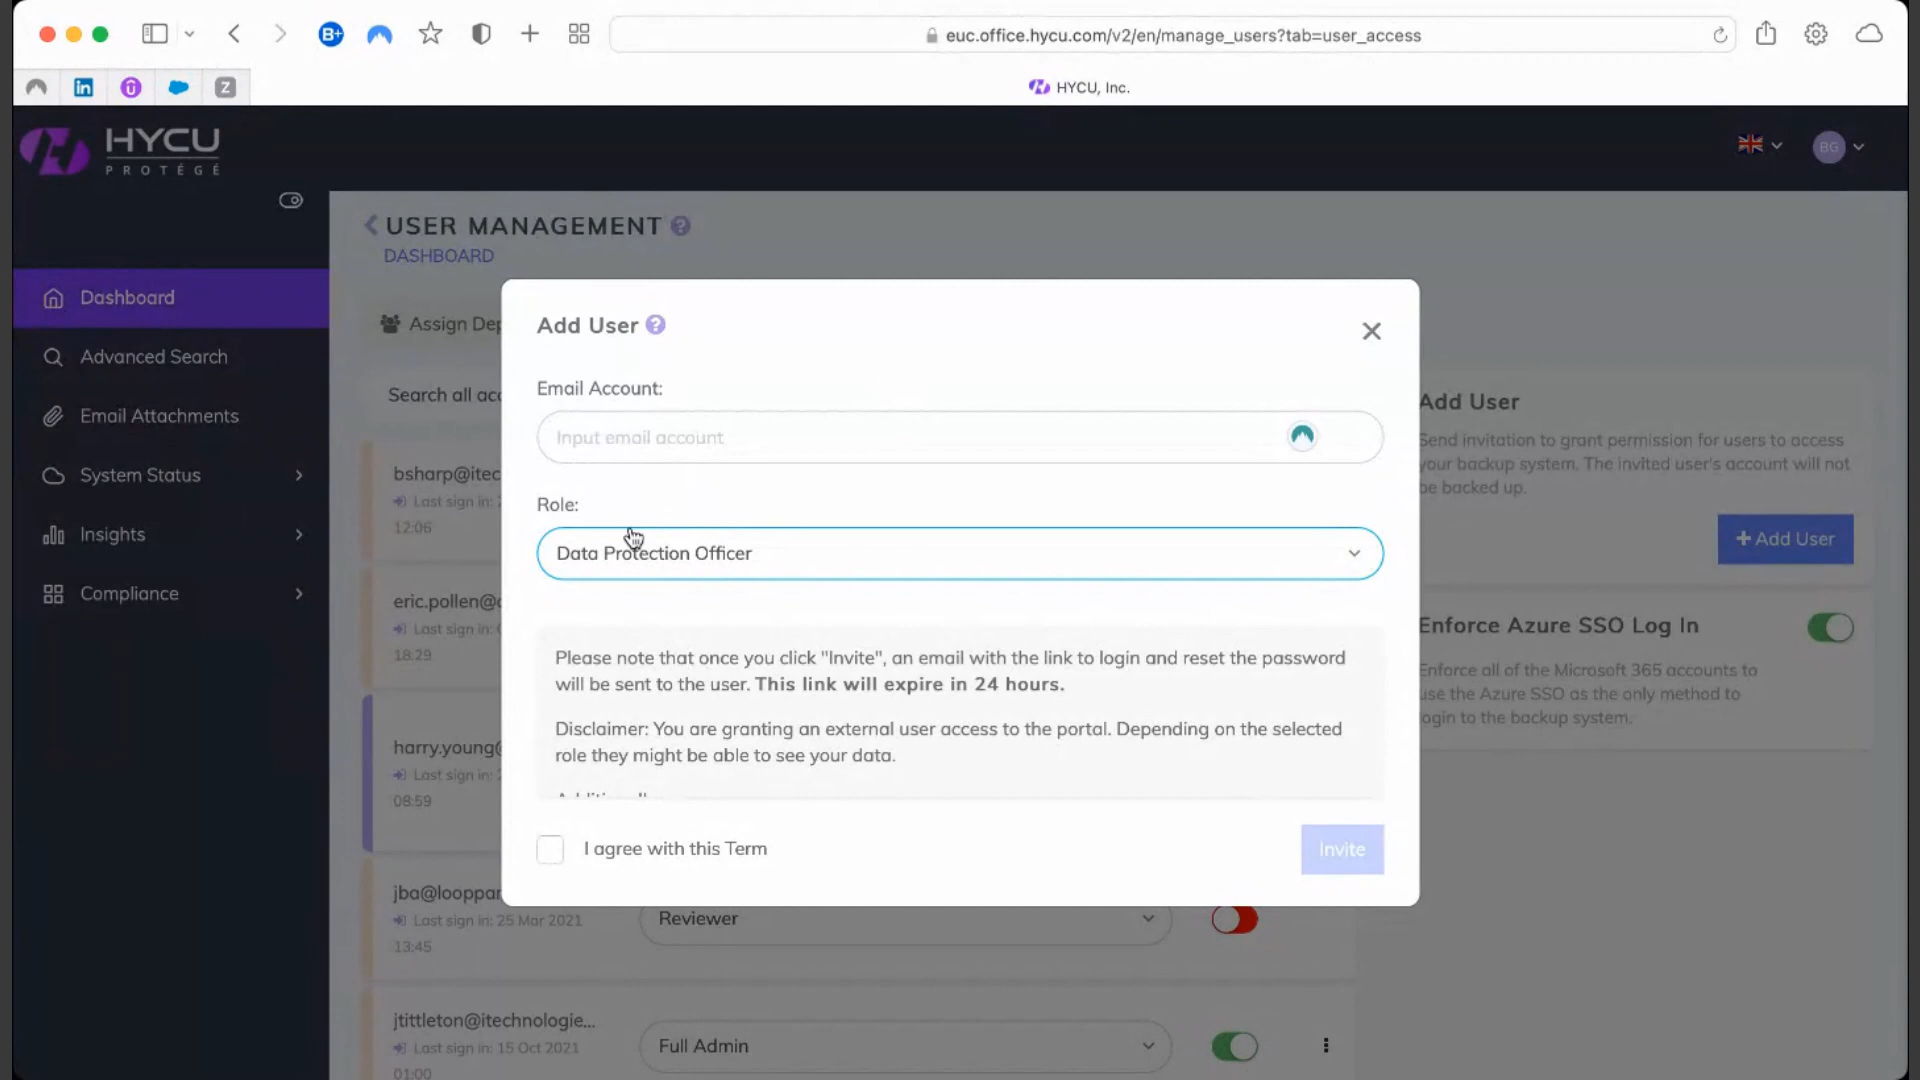 B+
euc.office.hycu.com/v2/en/manage_users?tab=user_access
in
Z
HYCU, Inc.
HYCU
PROTÉGÉ
BG
USER MANAGEMENT ?
DASHBOARD
Dashboard
Advanced Search
Email Attachments
System Status
Insights
Compliance
Assign Dep
Search all acc
bsharp@itec
Last sign in: 2
12:06
eric.pollen@
Last sign in:
18:29
harry.young@
Last sign in: 2
08:59
jba@looppar
Last sign in: 25 Mar 2021
13:45
Reviewer
jtittleton@itechnologie...
Last sign in: 15 Oct 2021
01:00
Full Admin
Add User ?
Email Account:
Input email account
Role:
Data Protection Officer
Please note that once you click "Invite", an email with the link to login and reset the password
will be sent to the user. This link will expire in 24 hours.
Disclaimer: You are granting an external user access to the portal. Depending on the selected
role they might be able to see your data.
I agree with this Term
Invite
Add User
Send invitation to grant permission for users to access
your backup system. The invited user's account will not
be backed up.
+ Add User
Enforce Azure SSO Log In
Enforce all of the Microsoft 365 accounts to
use the Azure SSO as the only method to
login to the backup system.